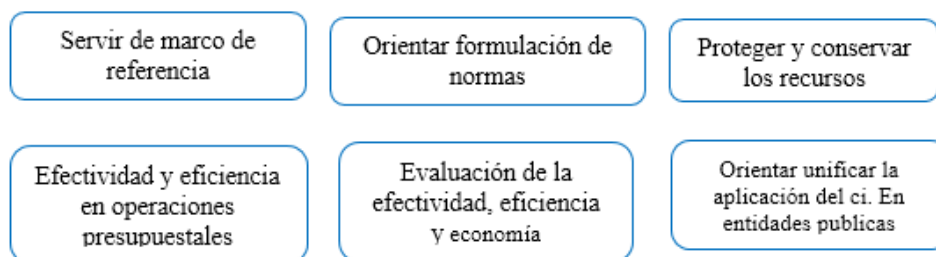 Servir de marco de
referencia
Orientar formulación de
normas
Proteger y conservar
los recursos
Efectividad y eficiencia
en operaciones
presupuestales
Evaluación de la
efectividad, eficiencia
y economía
Orientar unificar la
aplicación del ci. En
entidades publicas